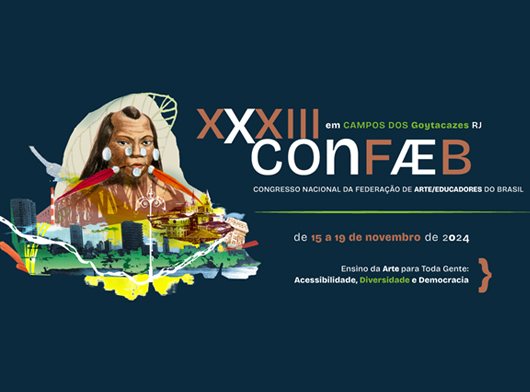 XXXIII em CAMPOS DOS Goytacazes RJ
CONFÆB
CONGRESSO NACIONAL DA FEDERAÇÃO DE ARTE/EDUCADORES DO BRASIL
de 15 a 19 de novembro de 2024
Ensino da Arte para Toda Gente:
Acessibilidade, Diversidade e Democracia